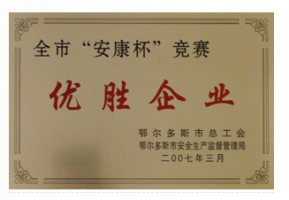 全市“安康杯”竞赛
优胜企业
鄂尔多斯市总工会
鄂尔多斯市安全生产监督管理局
二00七年三月